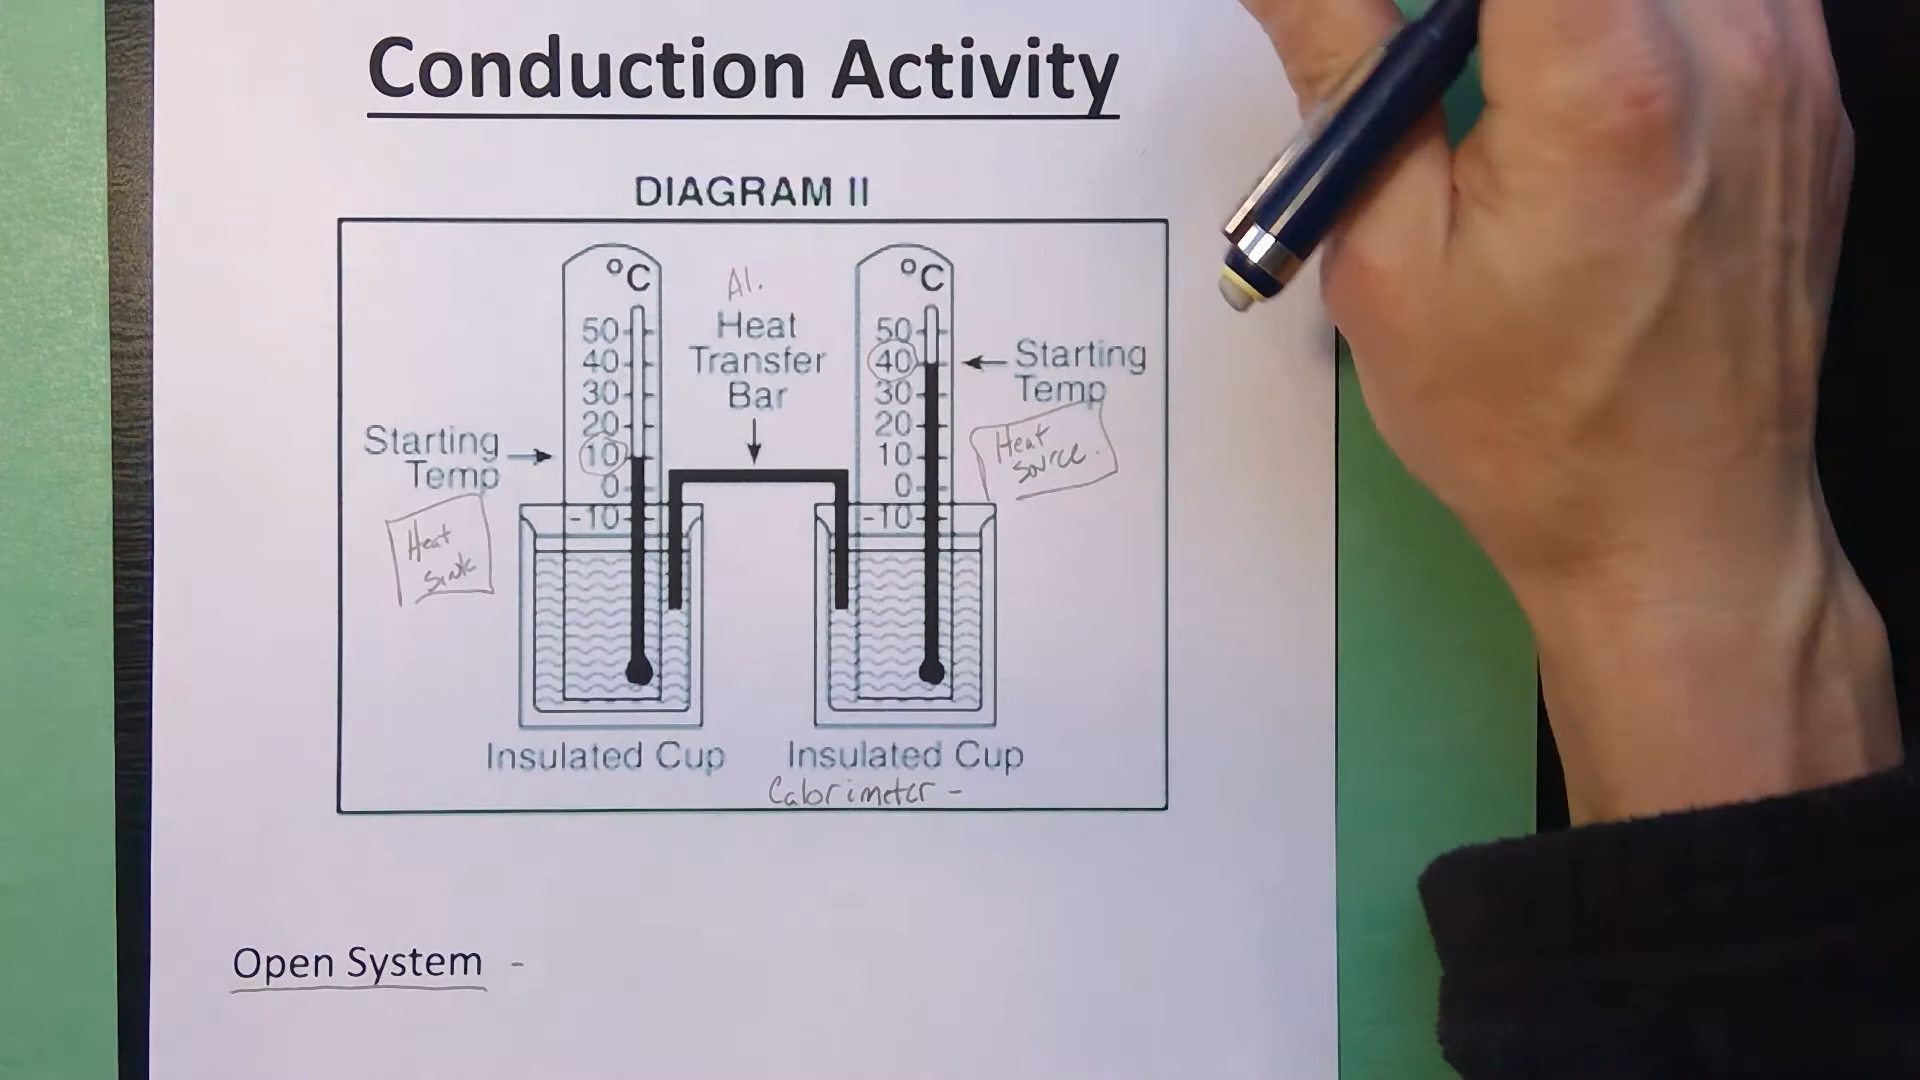 Conduction Activity
DIAGRAM II
°C
50
40
30
20
10
0
-10
Al.
Heat
Transfer
Bar
°C
50
40
30
20
10
0
-10
Starting
Temp
Heat
Source.
Starting
Temp
Heat
Sink
Insulated Cup
Insulated Cup
Calorimeter -
Open System -